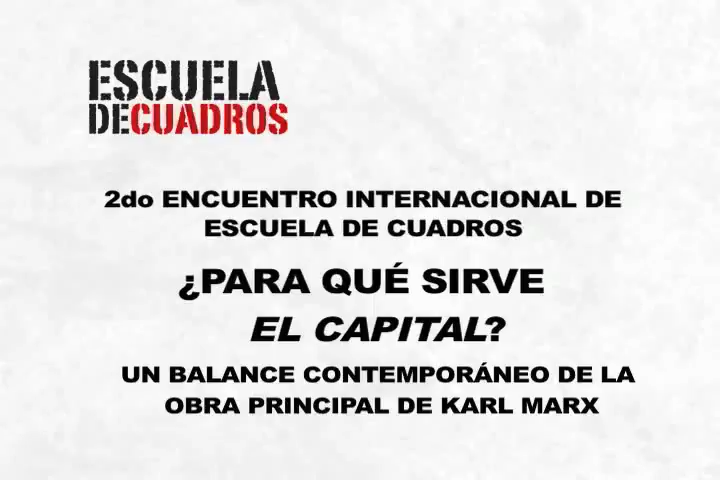 ESCUELA
DECUADROS
2do ENCUENTRO INTERNACIONAL DE
ESCUELA DE CUADROS
¿PARA QUÉ SIRVE
EL CAPITAL?
UN BALANCE CONTEMPORÁNEO DE LA
OBRA PRINCIPAL DE KARL MARX